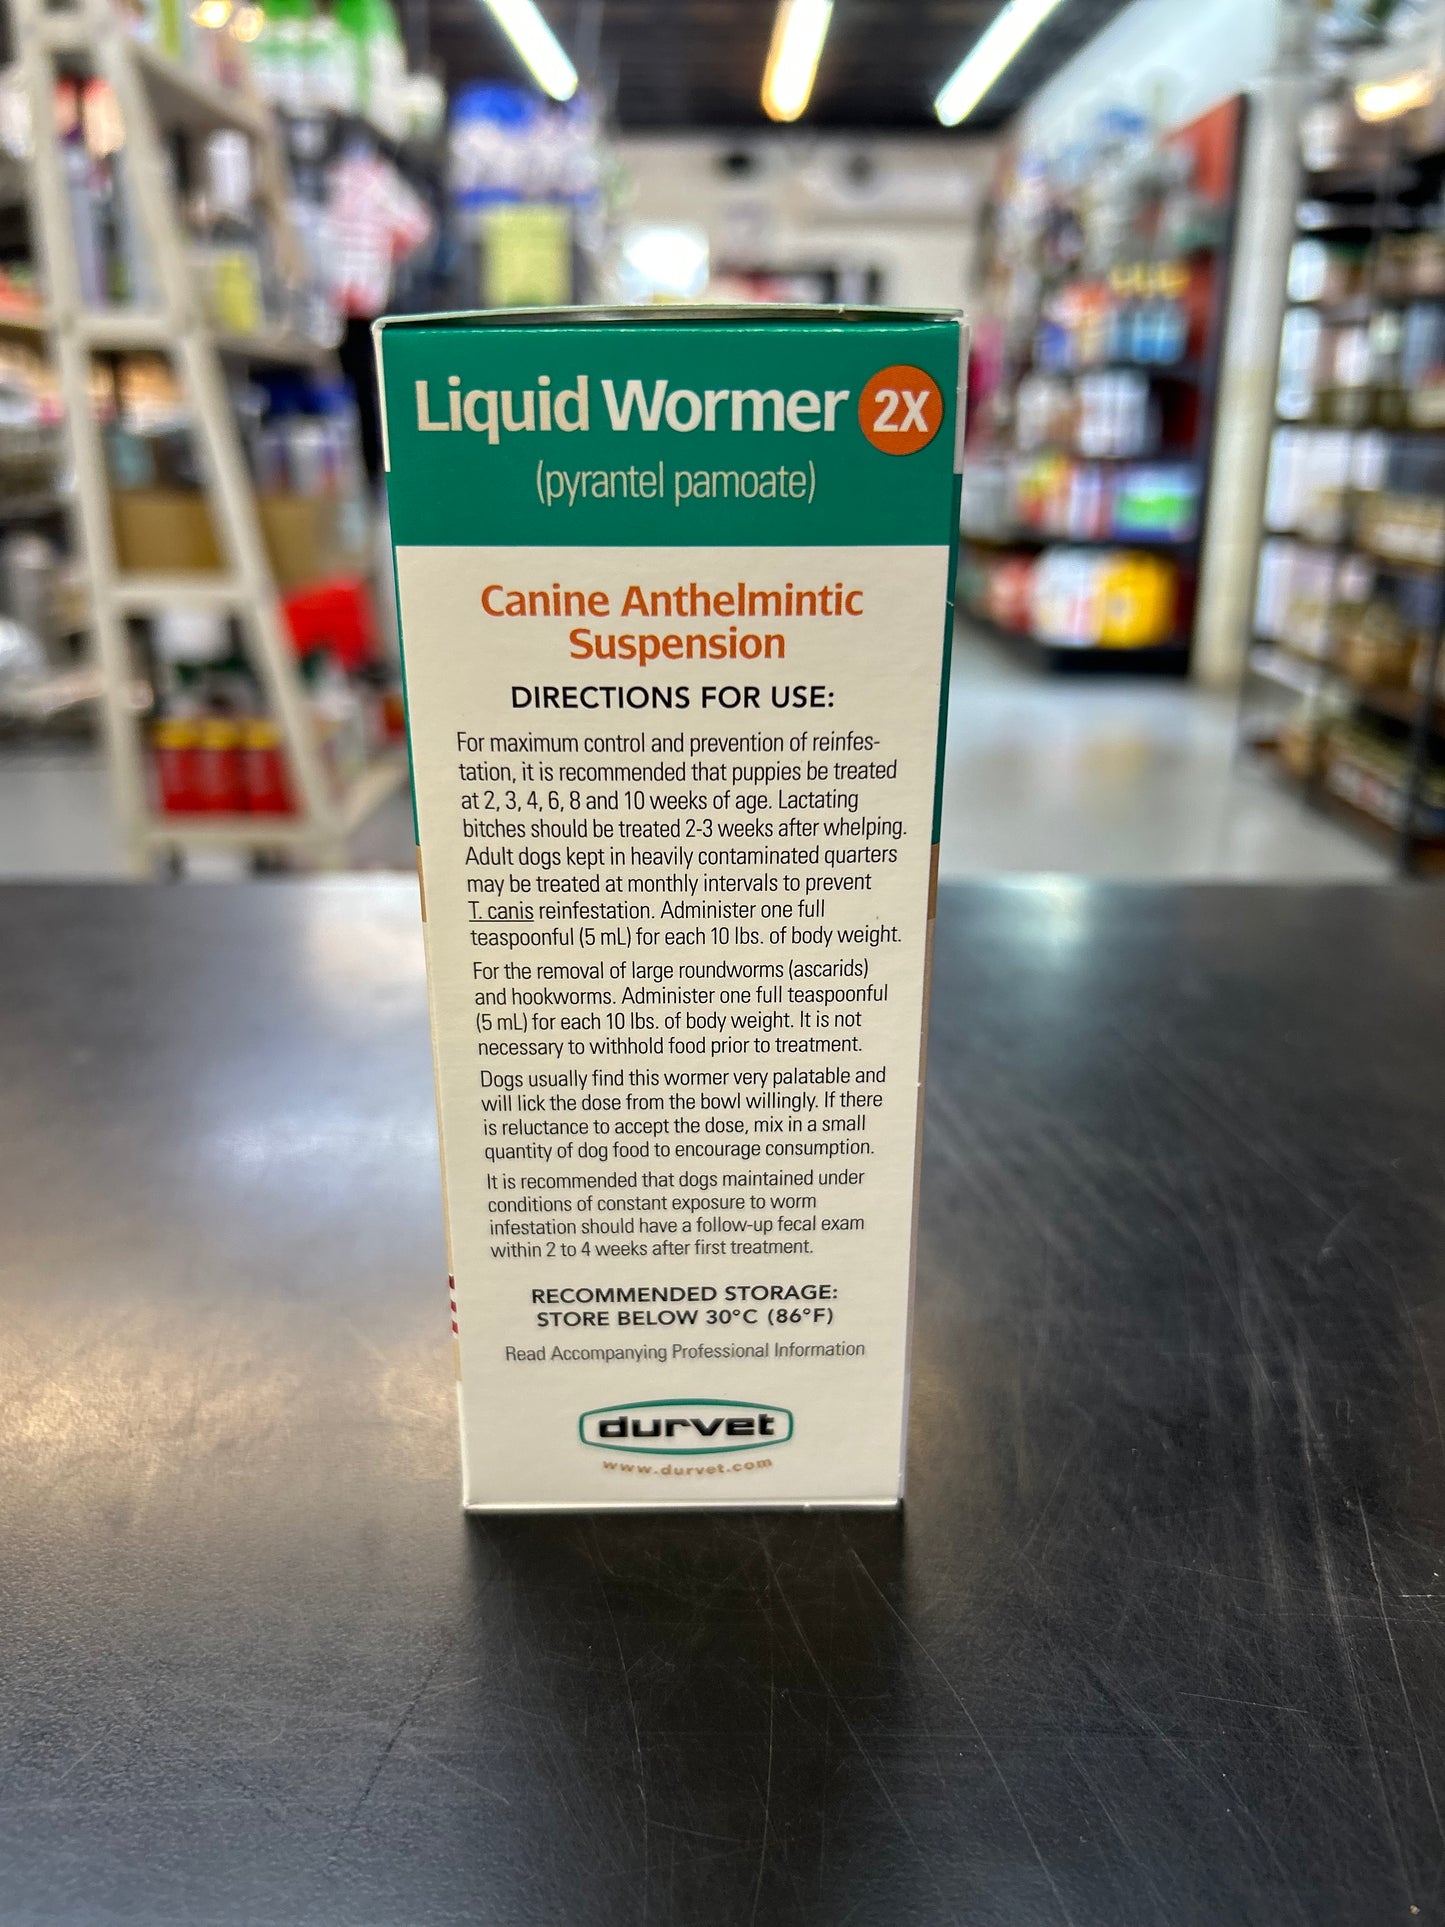 Liquid Wormer 2X
(pyrantel pamoate)
Canine Anthelmintic
Suspension
DIRECTIONS FOR USE:
For maximum control and prevention of reinfes-
tation, it is recommended that puppies be treated
at 2, 3, 4, 6, 8 and 10 weeks of age. Lactating
bitches should be treated 2-3 weeks after whelping.
Adult dogs kept in heavily contaminated quarters
may be treated at monthly intervals to prevent
T. canis reinfestation. Administer one full
teaspoonful (5 mL) for each 10 lbs. of body weight.
For the removal of large roundworms (ascarids)
and hookworms. Administer one full teaspoonful
(5 mL) for each 10 lbs. of body weight. It is not
necessary to withhold food prior to treatment.
Dogs usually find this wormer very palatable and
will lick the dose from the bowl willingly. If there
is reluctance to accept the dose, mix in a small
quantity of dog food to encourage consumption.
It is recommended that dogs maintained under
conditions of constant exposure to worm
infestation should have a follow-up fecal exam
within 2 to 4 weeks after first treatment.
RECOMMENDED STORAGE:
STORE BELOW 30°C (86°F)
Read Accompanying Professional Information
durvet
www.durvet.com